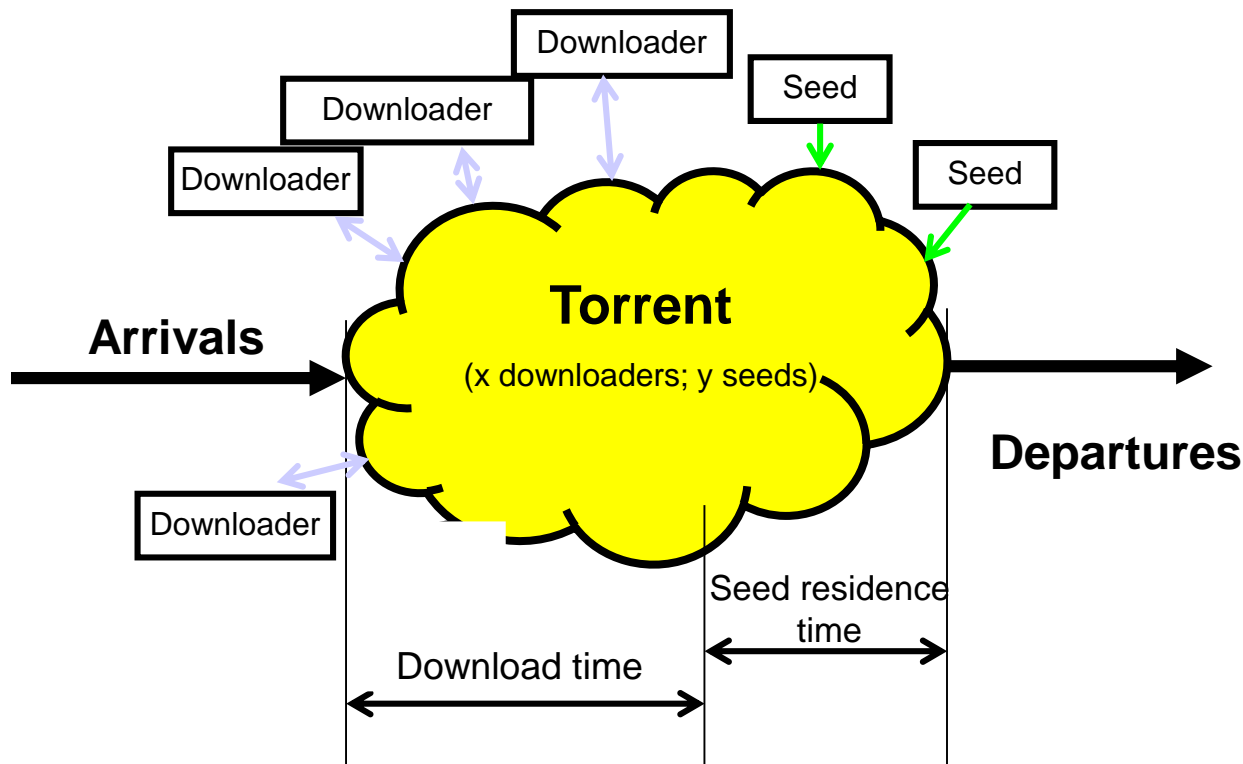 Downloader
Seed
Downloader
Downloader
Seed
Torrent
Arrivals
(x downloaders; y seeds)
Departures
Downloader
Seed residence
time
Download time